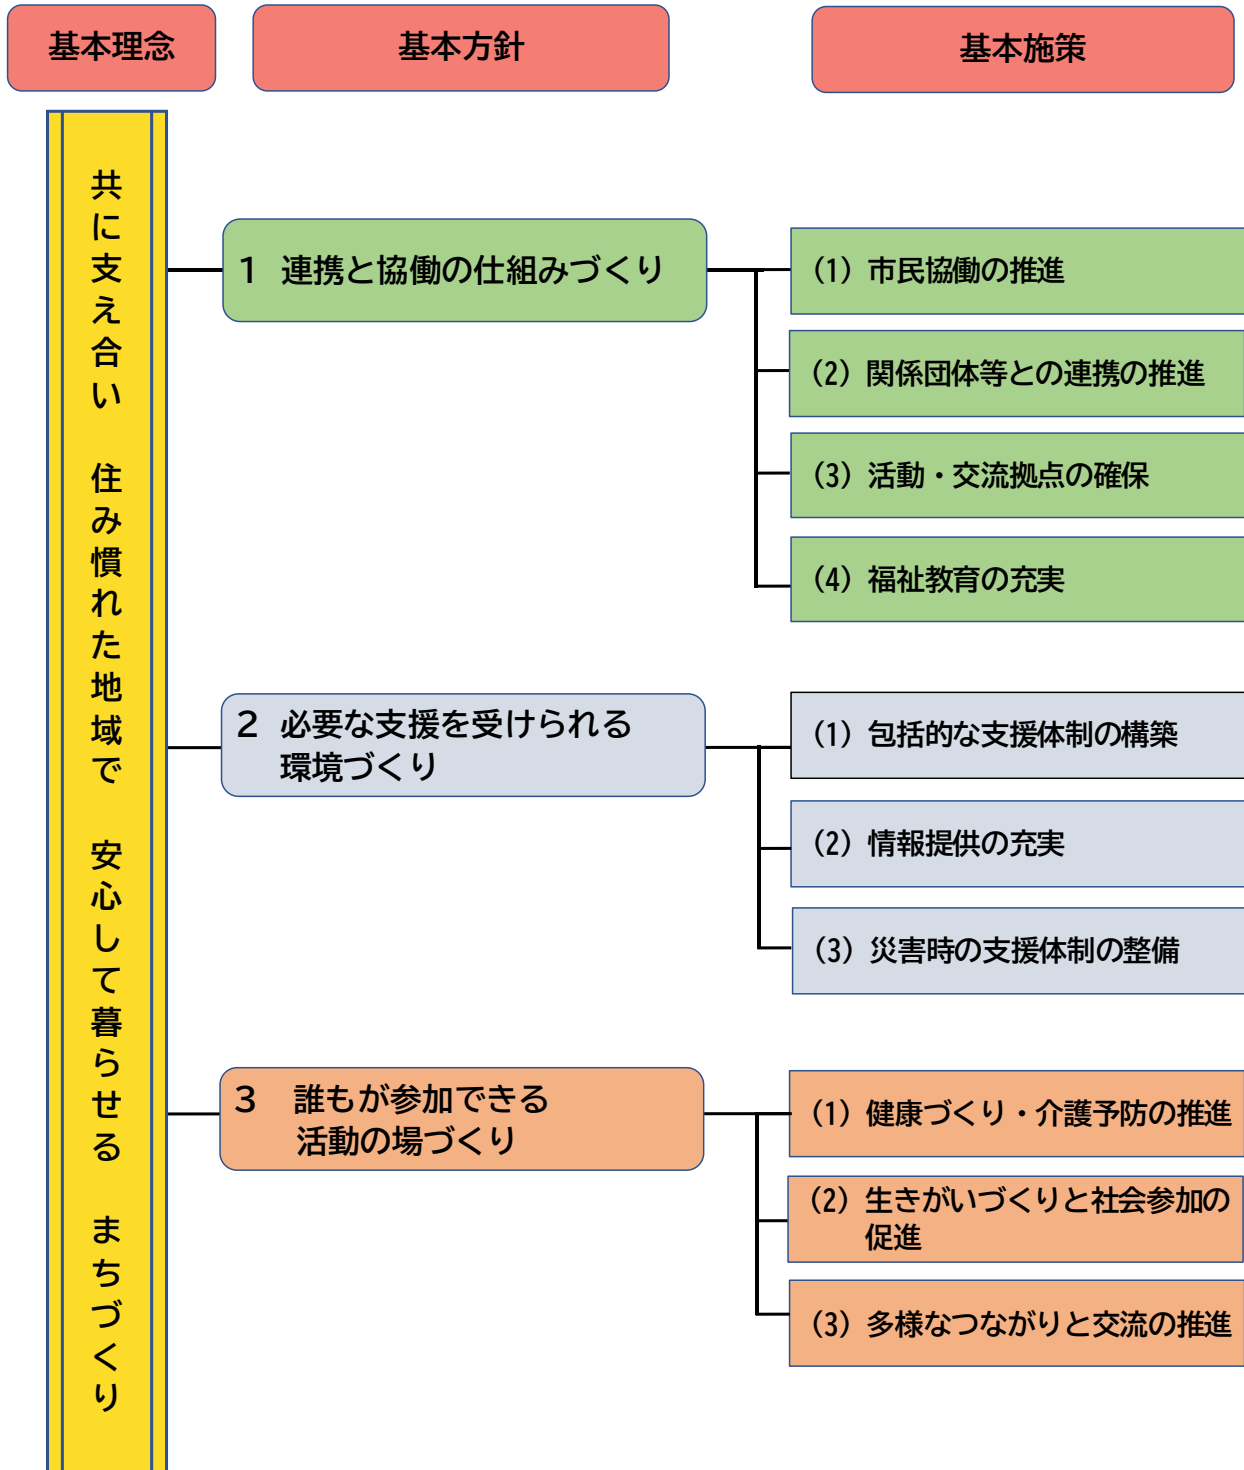 基本理念
基本方針
基本施策
共に支え合い　住み慣れた地域で　安心して暮らせる　まちづくり
1 連携と協働の仕組みづくり
(1) 市民協働の推進
(2) 関係団体等との連携の推進
(3) 活動・交流拠点の確保
(4) 福祉教育の充実
2 必要な支援を受けられる
環境づくり
(1) 包括的な支援体制の構築
(2) 情報提供の充実
(3) 災害時の支援体制の整備
3 誰もが参加できる
活動の場づくり
(1) 健康づくり・介護予防の推進
(2) 生きがいづくりと社会参加の
促進
(3) 多様なつながりと交流の推進